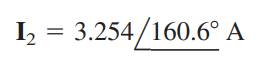 I₂ = 3.254/160.6° A